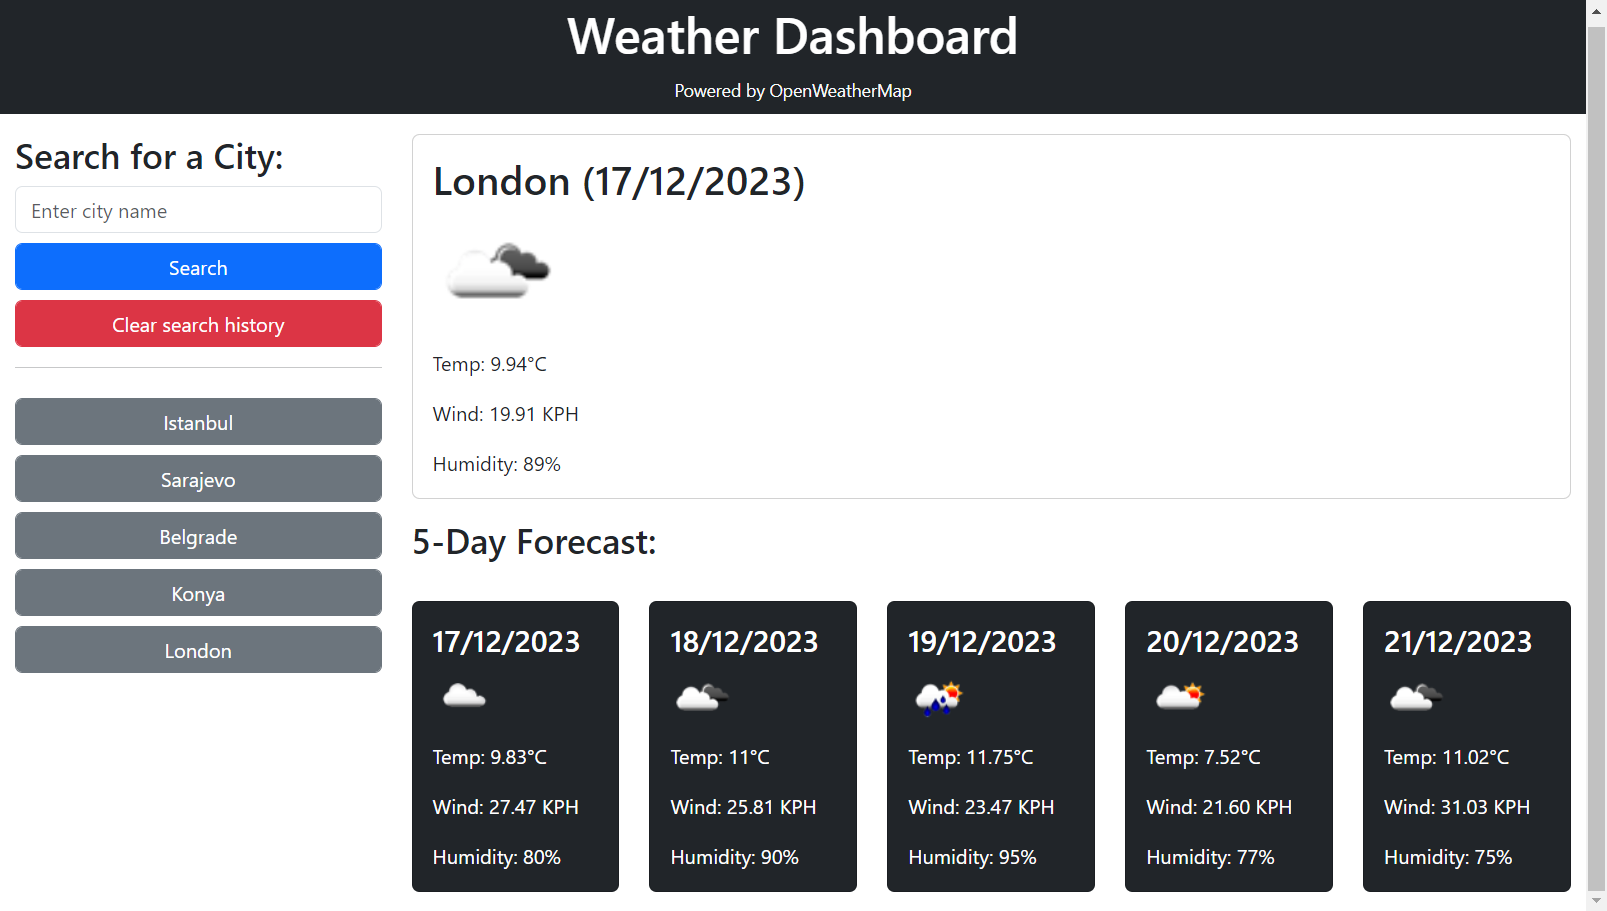 Weather Dashboard
Powered by OpenWeatherMap
Search for a City:
Enter city name
Search
Clear search history
Istanbul
Sarajevo
Belgrade
Konya
London
London (17/12/2023)
Temp: 9.94°C
Wind: 19.91 KPH
Humidity: 89%
5-Day Forecast:
17/12/2023
Temp: 9.83°C
Wind: 27.47 KPH
Humidity: 80%
18/12/2023
Temp: 11°C
Wind: 25.81 KPH
Humidity: 90%
19/12/2023
Temp: 11.75°C
Wind: 23.47 KPH
Humidity: 95%
20/12/2023
Temp: 7.52°C
Wind: 21.60 KPH
Humidity: 77%
21/12/2023
Temp: 11.02°C
Wind: 31.03 KPH
Humidity: 75%